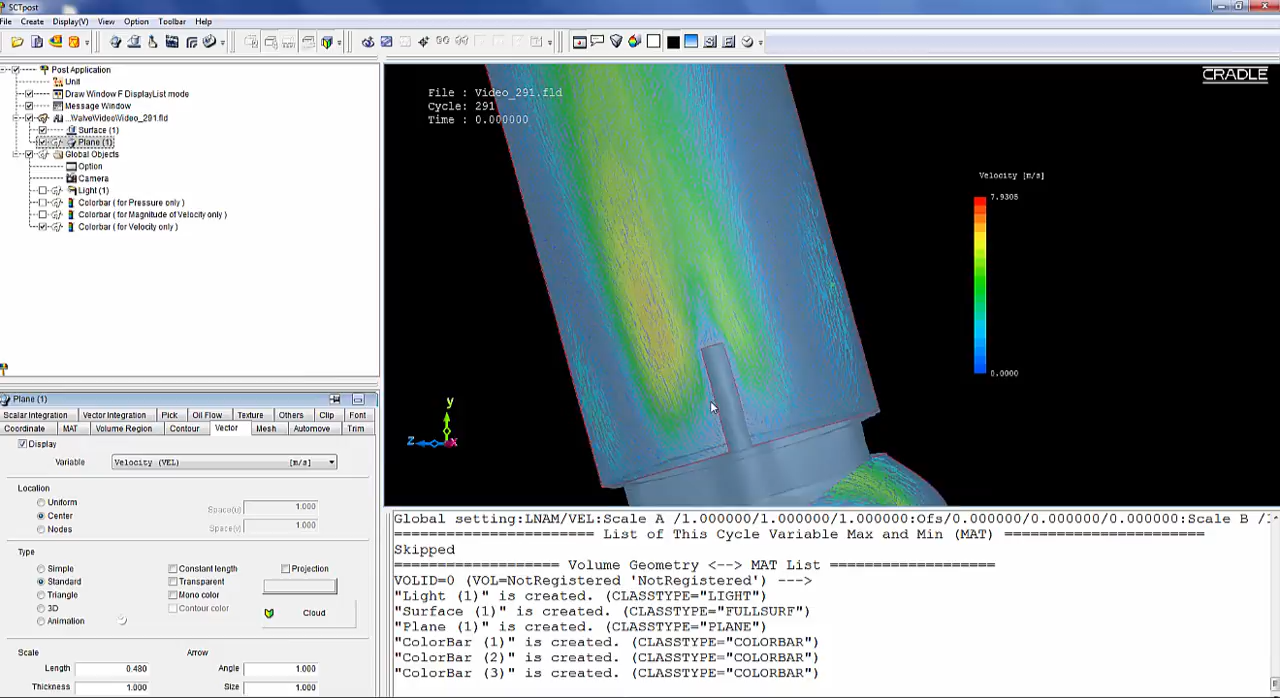 SCTpost
File Create Display(V) View Option Toolbar Help
Post Application
Unit
Draw Window F DisplayList mode
Message Window
...\Valve\Video\Video_291.fld
Surface (1)
Plane (1)
Global Objects
Option
Camera
Light (1)
Colorbar ( for Pressure only )
Colorbar ( for Magnitude of Velocity only )
Colorbar ( for Velocity only )
File : Video_291.fld
Cycle: 291
Time : 0.000000
CRADLE
Velocity [m/s]
7.9305
0.0000
y
z
x
Plane (1)
Scalar Integration Vector Integration Pick Oil Flow Texture Others Clip Font
Coordinate MAT Volume Region Contour Vector Mesh Automove Trim
Display
Variable Velocity (VEL) [m/s]
Location
Uniform Space(u) 1.000
Center
Space(v) 1.000
Nodes
Type
Simple Constant length Projection
Standard Transparent
Triangle Mono color
3D Contour color Cloud
Animation
Scale Arrow
Length 0.480 Angle 1.000
Thickness 1.000 Size 1.000
Global setting:LNAM/VEL:Scale A /1.000000/1.000000/1.000000:Ofs/0.000000/0.000000/0.000000:Scale B /1
======================= List of This Cycle Variable Max and Min (MAT) ====================
Skipped
==================== Volume Geometry <--> MAT List ===================
VOLID=0 (VOL=NotRegistered 'NotRegistered') --->
"Light (1)" is created. (CLASSTYPE="LIGHT")
"Surface (1)" is created. (CLASSTYPE="FULLSURF")
"Plane (1)" is created. (CLASSTYPE="PLANE")
"ColorBar (1)" is created. (CLASSTYPE="COLORBAR")
"ColorBar (2)" is created. (CLASSTYPE="COLORBAR")
"ColorBar (3)" is created. (CLASSTYPE="COLORBAR")